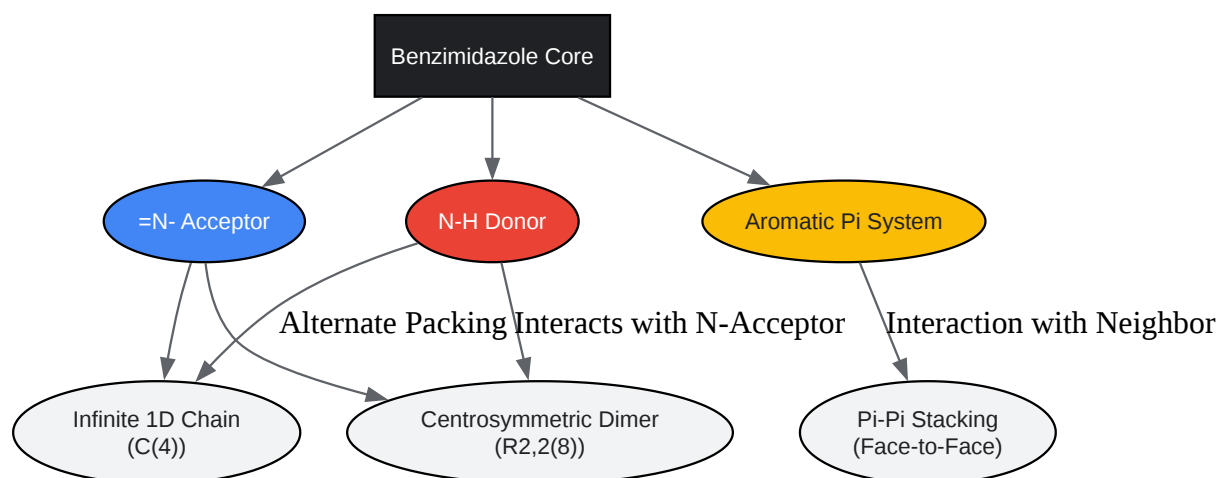 Benzimidazole Core
=N- Acceptor
N-H Donor
Aromatic Pi System
Alternate Packing
Interacts with N-Acceptor
Interaction with Neighbor
Infinite 1D Chain
(C(4))
Centrosymmetric Dimer
(R2,2(8))
Pi-Pi Stacking
(Face-to-Face)